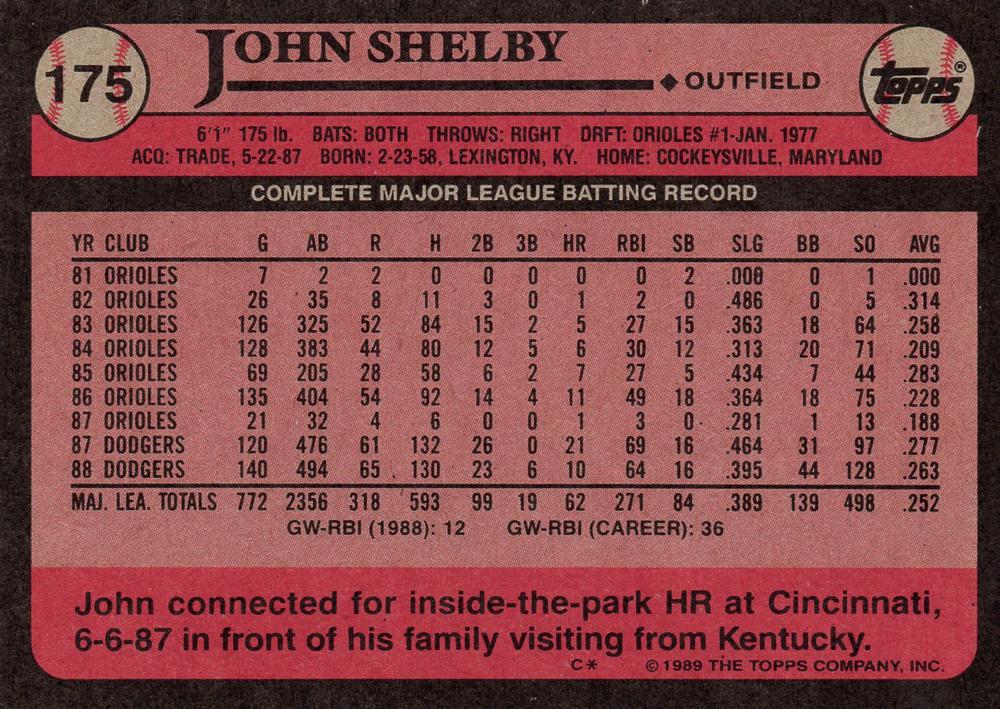 175
JOHN SHELBY
◆ OUTFIELD
TOPPS®
6'1" 175 lb. BATS: BOTH THROWS: RIGHT DRFT: ORIOLES #1-JAN. 1977
ACQ: TRADE, 5-22-87 BORN: 2-23-58, LEXINGTON, KY. HOME: COCKEYSVILLE, MARYLAND
COMPLETE MAJOR LEAGUE BATTING RECORD
YR CLUB G AB R H 2B 3B HR RBI SB SLG BB SO AVG
81 ORIOLES 7 2 2 0 0 0 0 0 2 .000 0 1 .000
82 ORIOLES 26 35 8 11 3 0 1 2 0 .486 0 5 .314
83 ORIOLES 126 325 52 84 15 2 5 27 15 .363 18 64 .258
84 ORIOLES 128 383 44 80 12 5 6 30 12 .313 20 71 .209
85 ORIOLES 69 205 28 58 6 2 7 27 5 .434 7 44 .283
86 ORIOLES 135 404 54 92 14 4 11 49 18 .364 18 75 .228
87 ORIOLES 21 32 4 6 0 0 1 3 0 .281 1 13 .188
87 DODGERS 120 476 61 132 26 0 21 69 16 .464 31 97 .277
88 DODGERS 140 494 65 130 23 6 10 64 16 .395 44 128 .263
MAJ. LEA. TOTALS 772 2356 318 593 99 19 62 271 84 .389 139 498 .252
GW-RBI (1988): 12 GW-RBI (CAREER): 36
John connected for inside-the-park HR at Cincinnati,
6-6-87 in front of his family visiting from Kentucky.
C* © 1989 THE TOPPS COMPANY, INC.